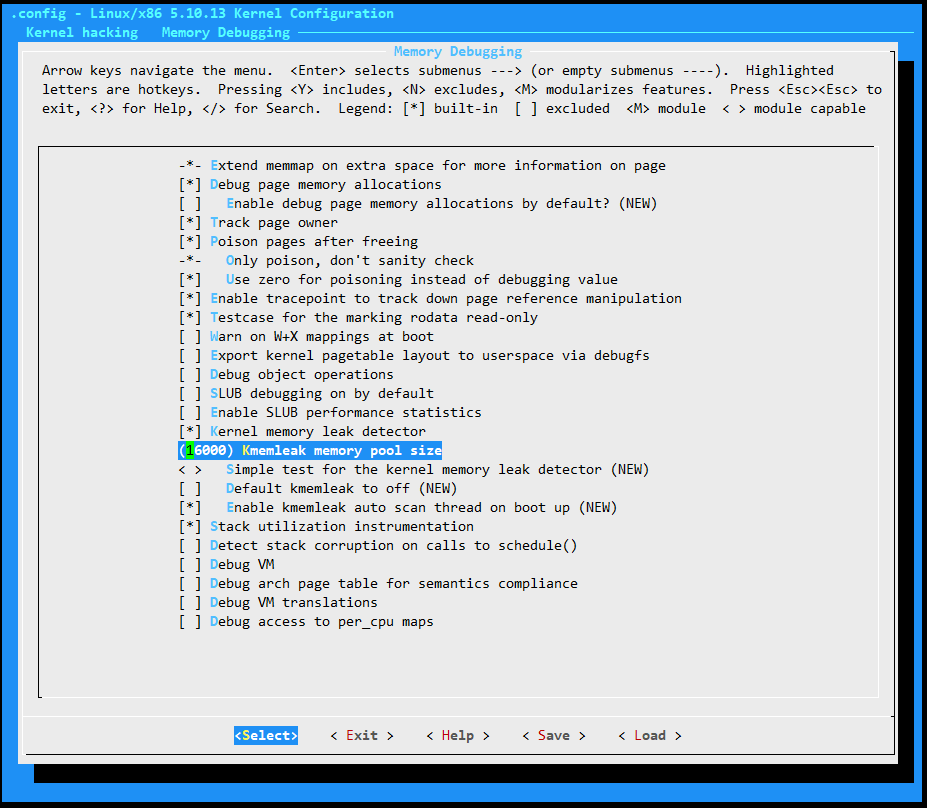 .config - Linux/x86 5.10.13 Kernel Configuration
Kernel hacking   Memory Debugging
Memory Debugging
Arrow keys navigate the menu.  <Enter> selects submenus ---> (or empty submenus ----).  Highlighted
letters are hotkeys.  Pressing <Y> includes, <N> excludes, <M> modularizes features.  Press <Esc><Esc> to
exit, <?> for Help, </> for Search.  Legend: [*] built-in  [ ] excluded  <M> module  < > module capable
-*- Extend memmap on extra space for more information on page
[*] Debug page memory allocations
[ ]   Enable debug page memory allocations by default? (NEW)
[*] Track page owner
[*] Poison pages after freeing
-*-   Only poison, don't sanity check
[*]   Use zero for poisoning instead of debugging value
[*] Enable tracepoint to track down page reference manipulation
[*] Testcase for the marking rodata read-only
[ ] Warn on W+X mappings at boot
[ ] Export kernel pagetable layout to userspace via debugfs
[ ] Debug object operations
[ ] SLUB debugging on by default
[ ] Enable SLUB performance statistics
[*] Kernel memory leak detector
(16000) Kmemleak memory pool size
< >   Simple test for the kernel memory leak detector (NEW)
[ ]   Default kmemleak to off (NEW)
[*]   Enable kmemleak auto scan thread on boot up (NEW)
[*] Stack utilization instrumentation
[ ] Detect stack corruption on calls to schedule()
[ ] Debug VM
[ ] Debug arch page table for semantics compliance
[ ] Debug VM translations
[ ] Debug access to per_cpu maps
<Select>    < Exit >    < Help >    < Save >    < Load >